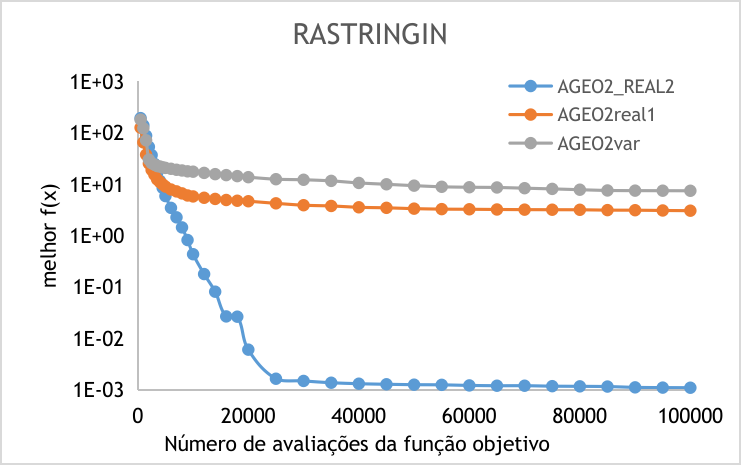 RASTRINGIN
AGEO2_REAL2
AGEO2real1
AGEO2var
melhor f(x)
1E+03
1E+02
1E+01
1E+00
1E-01
1E-02
1E-03
0 20000 40000 60000 80000 100000
Número de avaliações da função objetivo